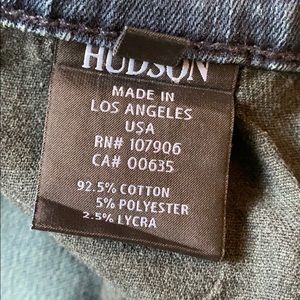 HUDSON
MADE IN
LOS ANGELES
USA
RN# 107906
CA# 00635
92.5% COTTON
5% POLYESTER
2.5% LYCRA